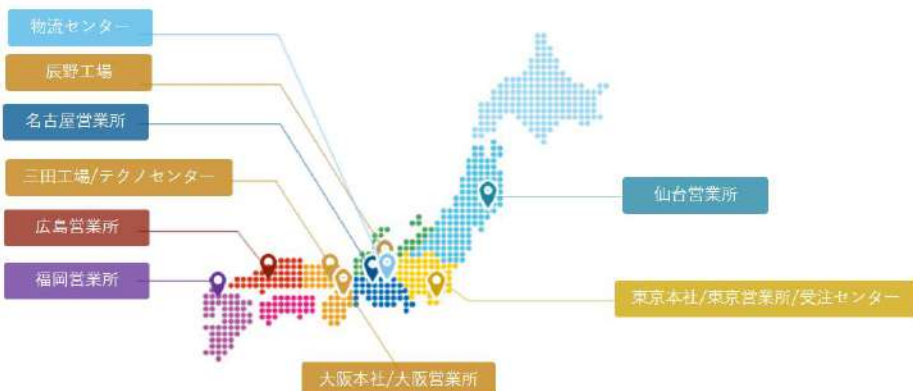 物流センター
辰野工場
名古屋営業所
三田工場/テクノセンター
広島営業所
福岡営業所
仙台営業所
東京本社/東京営業所/受注センター
大阪本社/大阪営業所